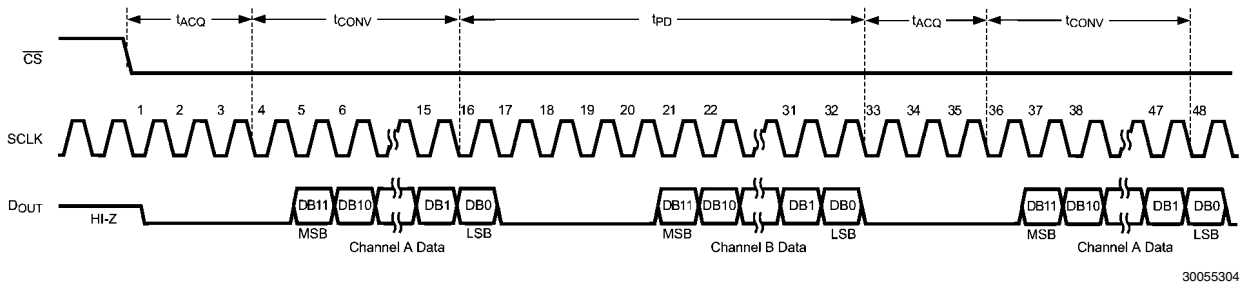 tACQ tCONV tPD tACQ tCONV
CS
1 2 3 4 5 6 15 16 17 18 19 20 21 22 31 32 33 34 35 36 37 38 47 48
SCLK
DB11 DB10 DB1 DB0 DB11 DB10 DB1 DB0 DB11 DB10 DB1 DB0
DOUT
HI-Z
MSB LSB MSB LSB MSB LSB
Channel A Data Channel B Data Channel A Data
30055304